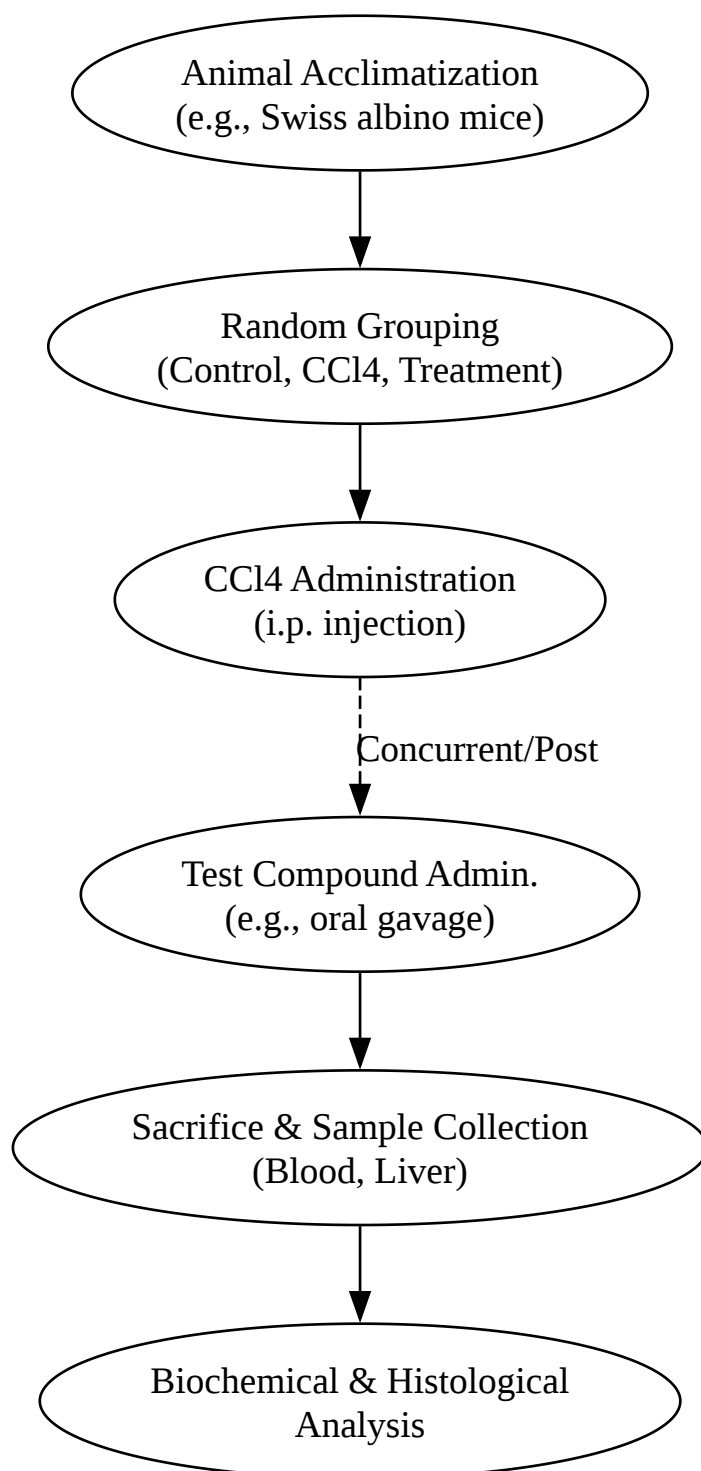 Animal Acclimatization
(e.g., Swiss albino mice)
Random Grouping
(Control, CCl4, Treatment)
CCl4 Administration
(i.p. injection)
Concurrent/Post
Test Compound Admin.
(e.g., oral gavage)
Sacrifice & Sample Collection
(Blood, Liver)
Biochemical & Histological
Analysis